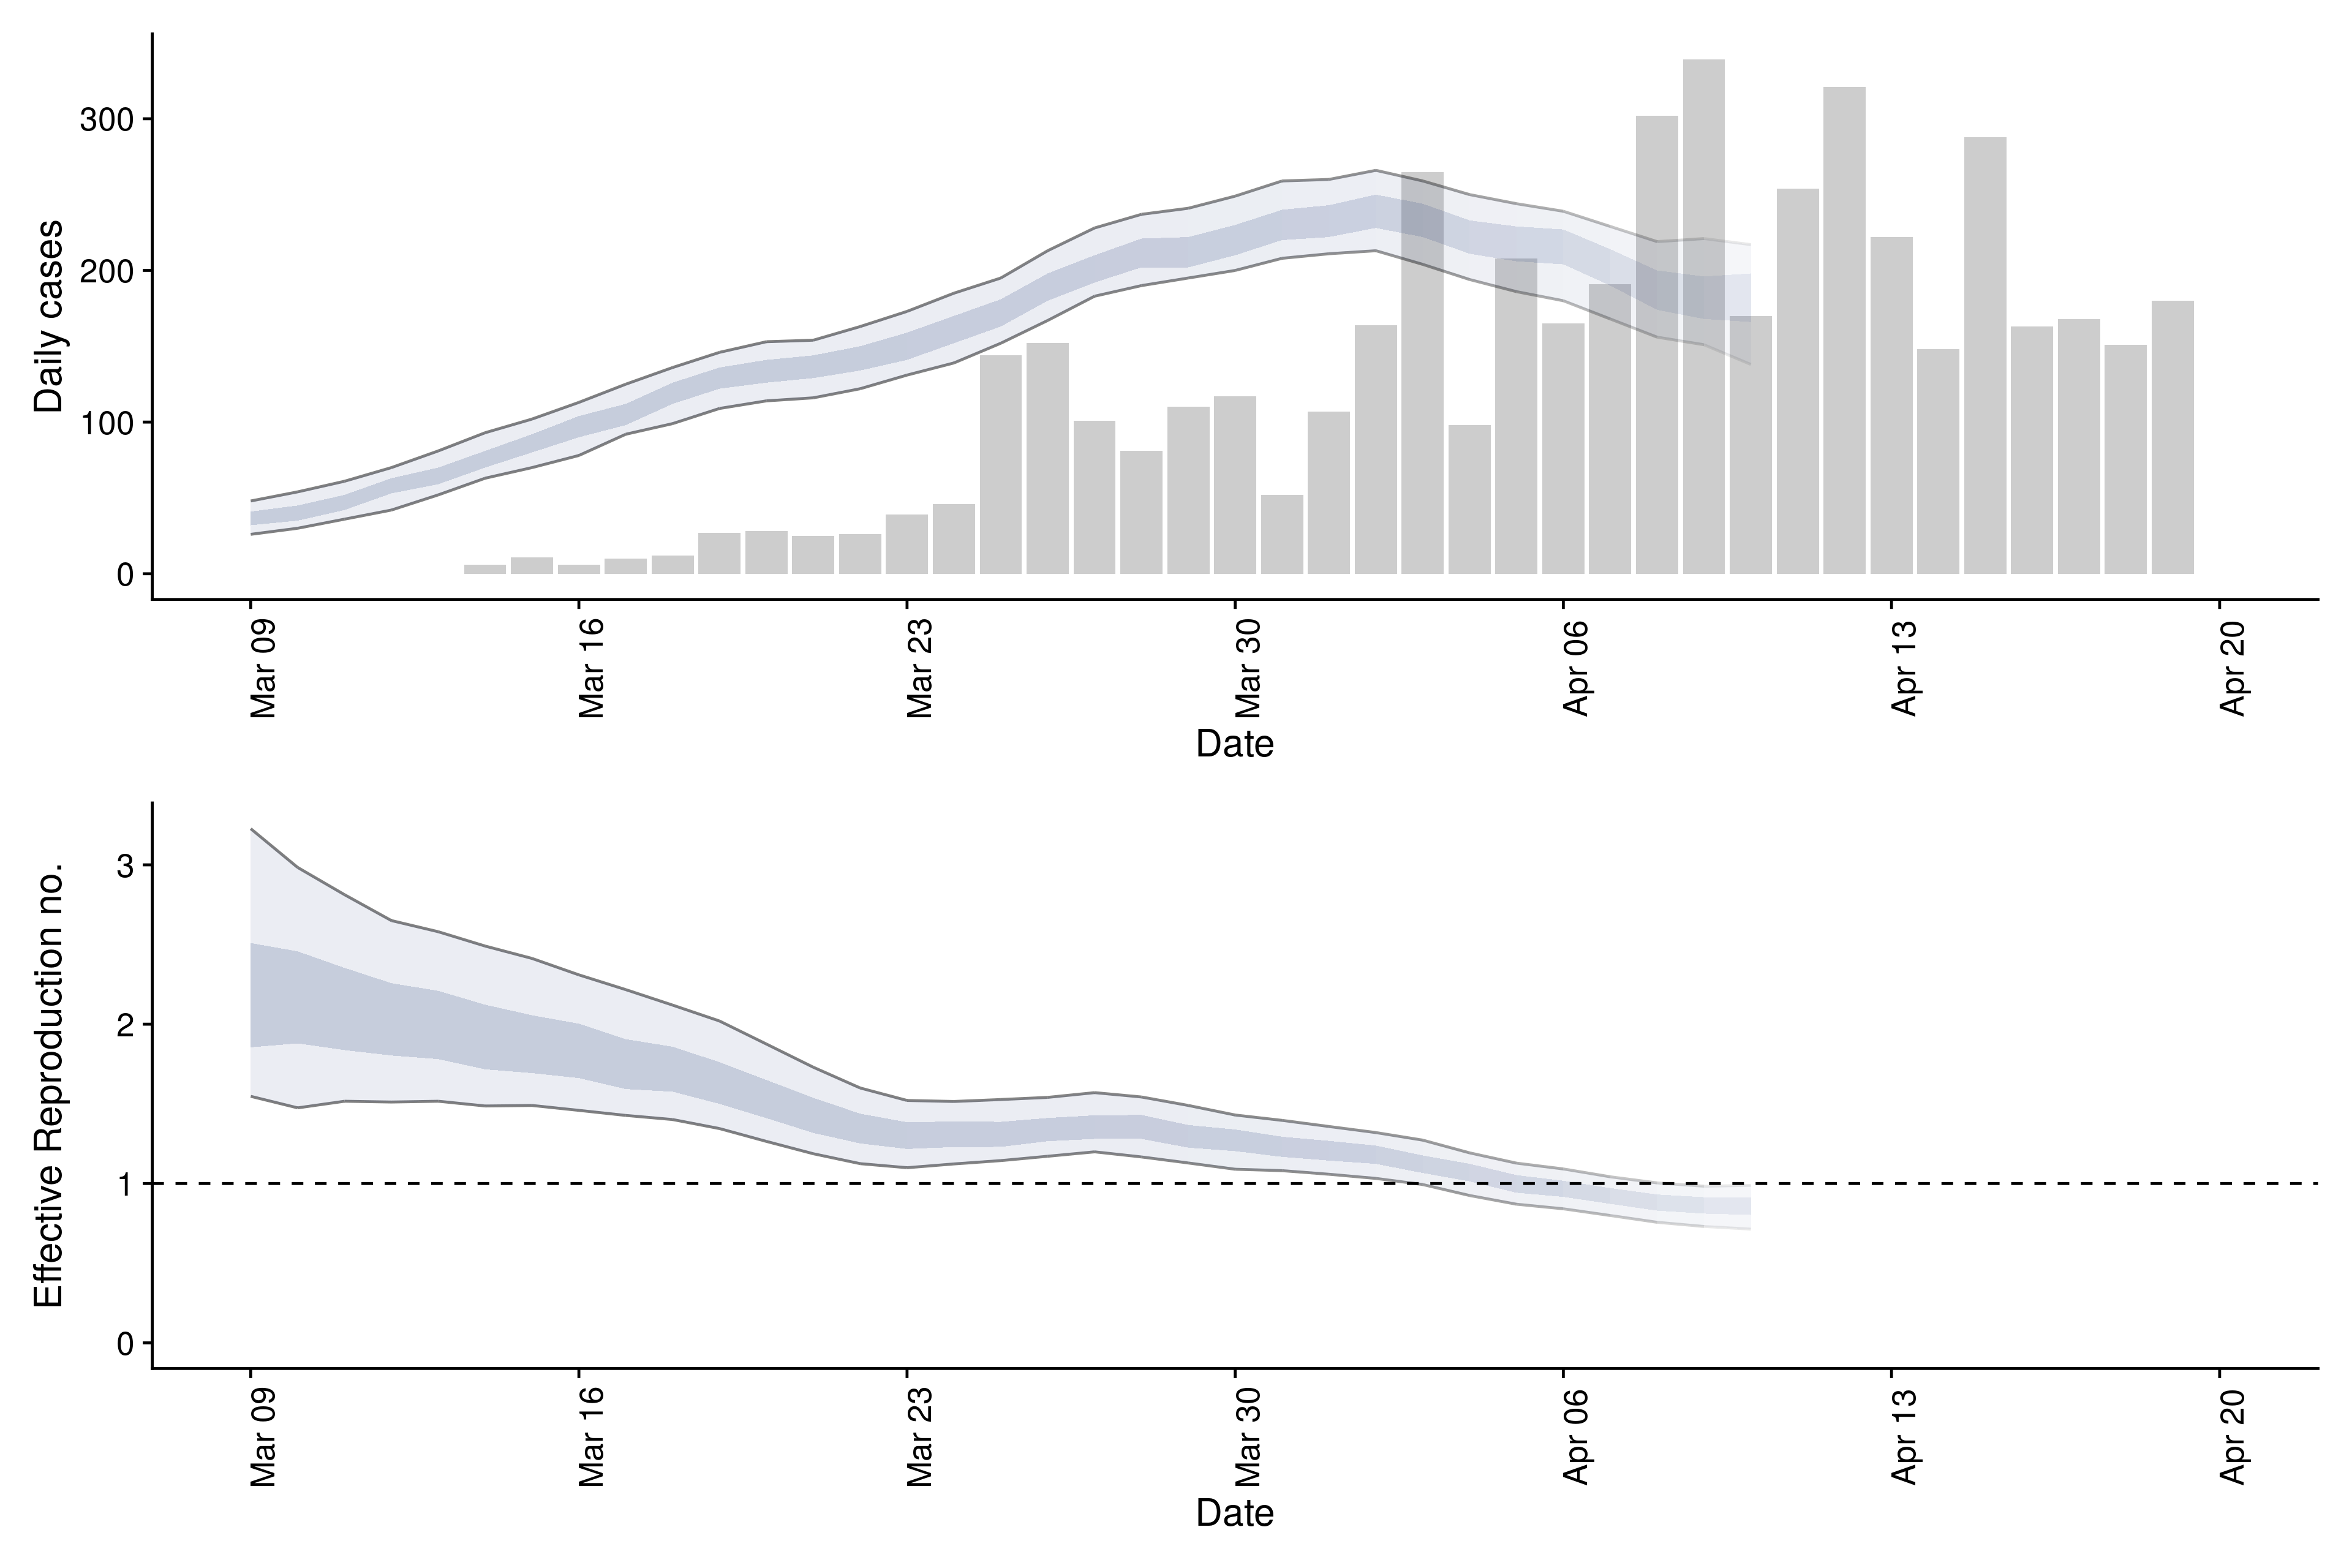 Daily cases
300
200
100
0
Mar 09
Mar 16
Mar 23
Mar 30
Apr 06
Apr 13
Apr 20
Date
Effective Reproduction no.
3
2
1
0
Mar 09
Mar 16
Mar 23
Mar 30
Apr 06
Apr 13
Apr 20
Date